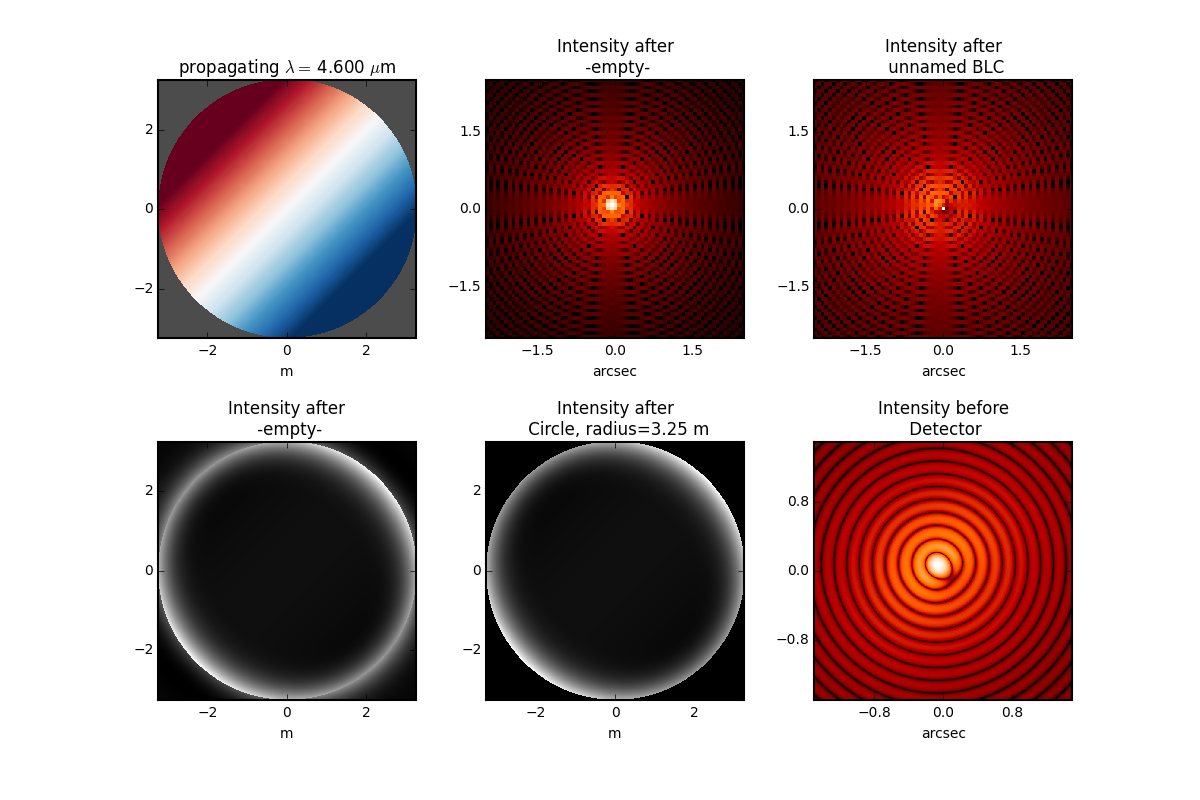 propagating λ = 4.600 μm
2
0
−2
−2 0 2
m
Intensity after
-empty-
1.5
0.0
−1.5
−1.5 0.0 1.5
arcsec
Intensity after
unnamed BLC
1.5
0.0
−1.5
−1.5 0.0 1.5
arcsec
Intensity after
-empty-
2
0
−2
−2 0 2
m
Intensity after
Circle, radius=3.25 m
2
0
−2
−2 0 2
m
Intensity before
Detector
0.8
0.0
−0.8
−0.8 0.0 0.8
arcsec